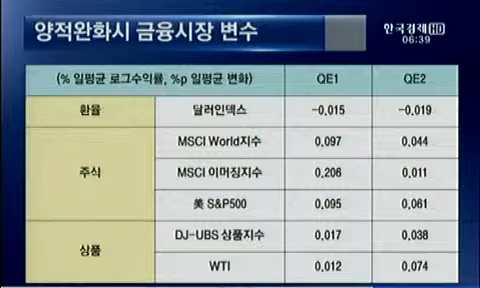 양적완화시 금융시장 변수
한국경제HD
06:39
(% 일평균 로그수익률, %p 일평균 변화) QE1 QE2
환율 달러인덱스 -0,015 -0,019
주식 MSCI World지수 0,097 0,044
MSCI 이머징지수 0,206 0,011
美 S&P500 0,095 0,061
상품 DJ-UBS 상품지수 0,017 0,038
WTI 0,012 0,074